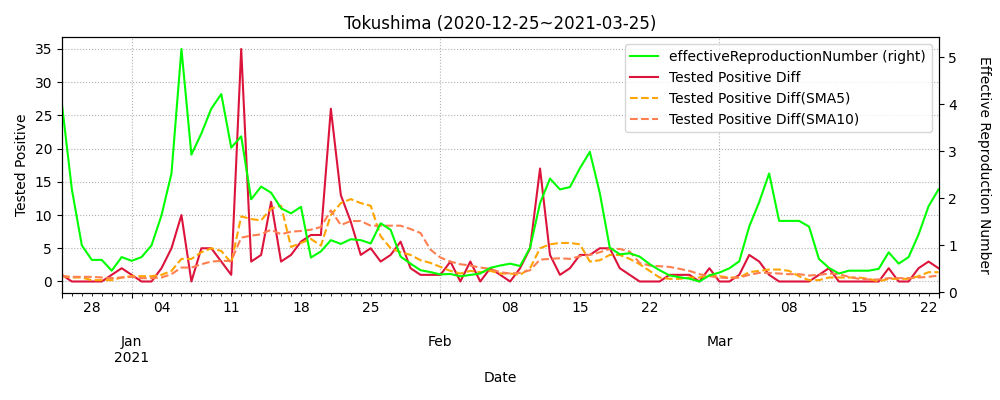 Tokushima (2020-12-25~2021-03-25)
effectiveReproductionNumber (right)
Tested Positive Diff
Tested Positive Diff(SMA5)
Tested Positive Diff(SMA10)
Tested Positive
35
30
25
20
15
10
5
0
5
4
3
2
1
0
Effective Reproduction Number
28 04 11 18 25 08 15 22 08 15 22
Jan Feb Mar
2021
Date